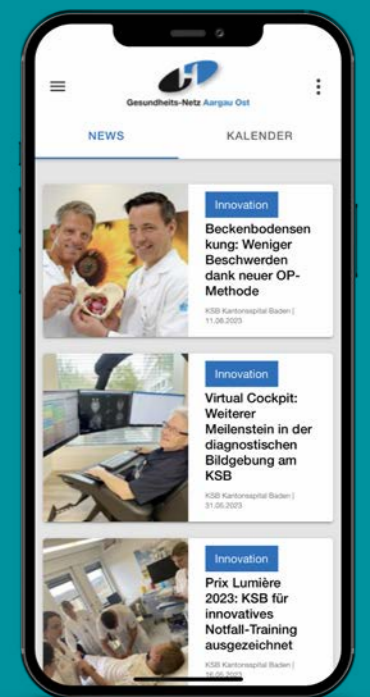 Gesundheits-Netz Aargau Ost
NEWS
KALENDER
Innovation
Beckenbodensen
kung: Weniger
Beschwerden
dank neuer OP-
Methode
KSB Kantonsspital Baden |
11.06.2023
Innovation
Virtual Cockpit:
Weiterer
Meilenstein in der
diagnostischen
Bildgebung am
KSB
KSB Kantonsspital Baden |
31.05.2023
Innovation
Prix Lumière
2023: KSB für
innovatives
Notfall-Training
ausgezeichnet
KSB Kantonsspital Baden |